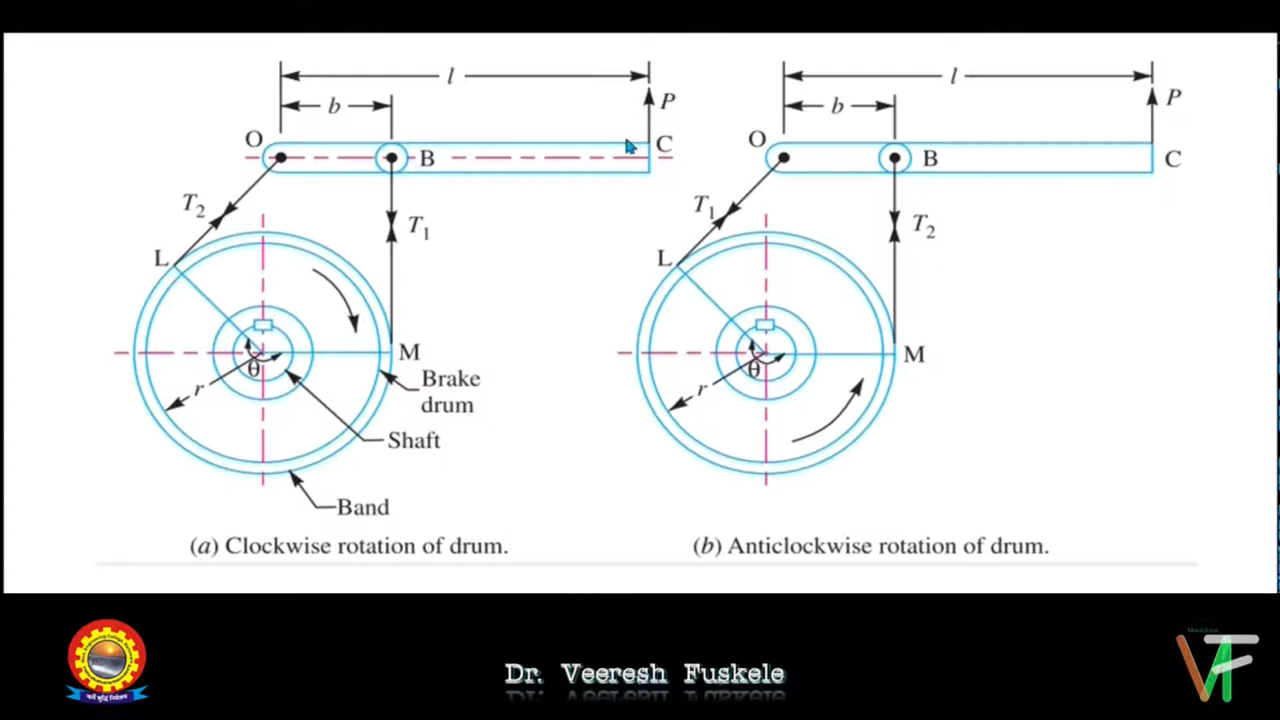 l
b
P
O
B
C
T2
T1
L
M
θ
r
Brake
drum
Shaft
Band
(a) Clockwise rotation of drum.
l
b
P
O
B
C
T1
T2
L
M
θ
r
(b) Anticlockwise rotation of drum.
Dr. Veeresh Fuskele
VF